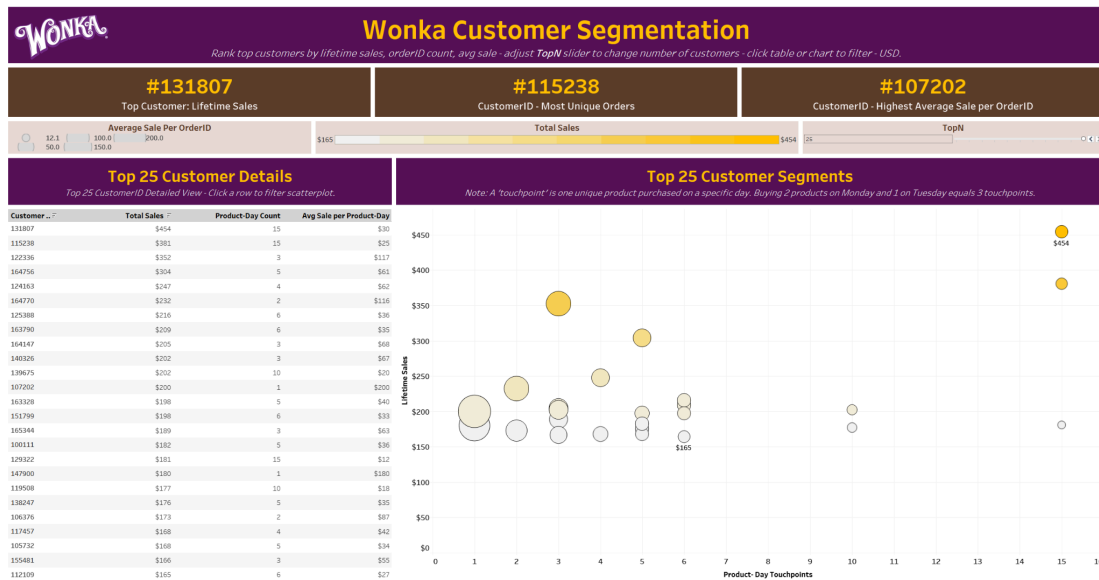 WONKA
Wonka Customer Segmentation
Rank top customers by lifetime sales, orderID count, avg sale - adjust TopN slider to change number of customers - click table or chart to filter - USD.
#131807
Top Customer: Lifetime Sales
#115238
CustomerID - Most Unique Orders
#107202
CustomerID - Highest Average Sale per OrderID
Average Sale Per OrderID
12.1 100.0 200.0
50.0 150.0
Total Sales
$165 $454
TopN
25
Top 25 Customer Details
Top 25 CustomerID Detailed View - Click a row to filter scatterplot.
Customer .. Total Sales Product-Day Count Avg Sale per Product-Day
131807 $454 15 $30
115238 $381 15 $25
122336 $352 3 $117
164756 $304 5 $61
124163 $247 4 $62
164770 $232 2 $116
125388 $216 6 $36
163790 $209 6 $35
164147 $205 3 $68
140326 $202 3 $67
139675 $202 10 $20
107202 $200 1 $200
163328 $198 5 $40
151799 $198 6 $33
165344 $189 3 $63
100111 $182 5 $36
129322 $181 15 $12
147900 $180 1 $180
119508 $177 10 $18
138247 $176 5 $35
106376 $173 2 $87
117457 $168 4 $42
105732 $168 5 $34
155481 $166 3 $55
112109 $165 6 $27
Top 25 Customer Segments
Note: A 'touchpoint' is one unique product purchased on a specific day. Buying 2 products on Monday and 1 on Tuesday equals 3 touchpoints.
Lifetime Sales
$450
$400
$350
$300
$250
$200
$150
$100
$50
$0
$454
$165
0 1 2 3 4 5 6 7 8 9 10 11 12 13 14 15
Product- Day Touchpoints